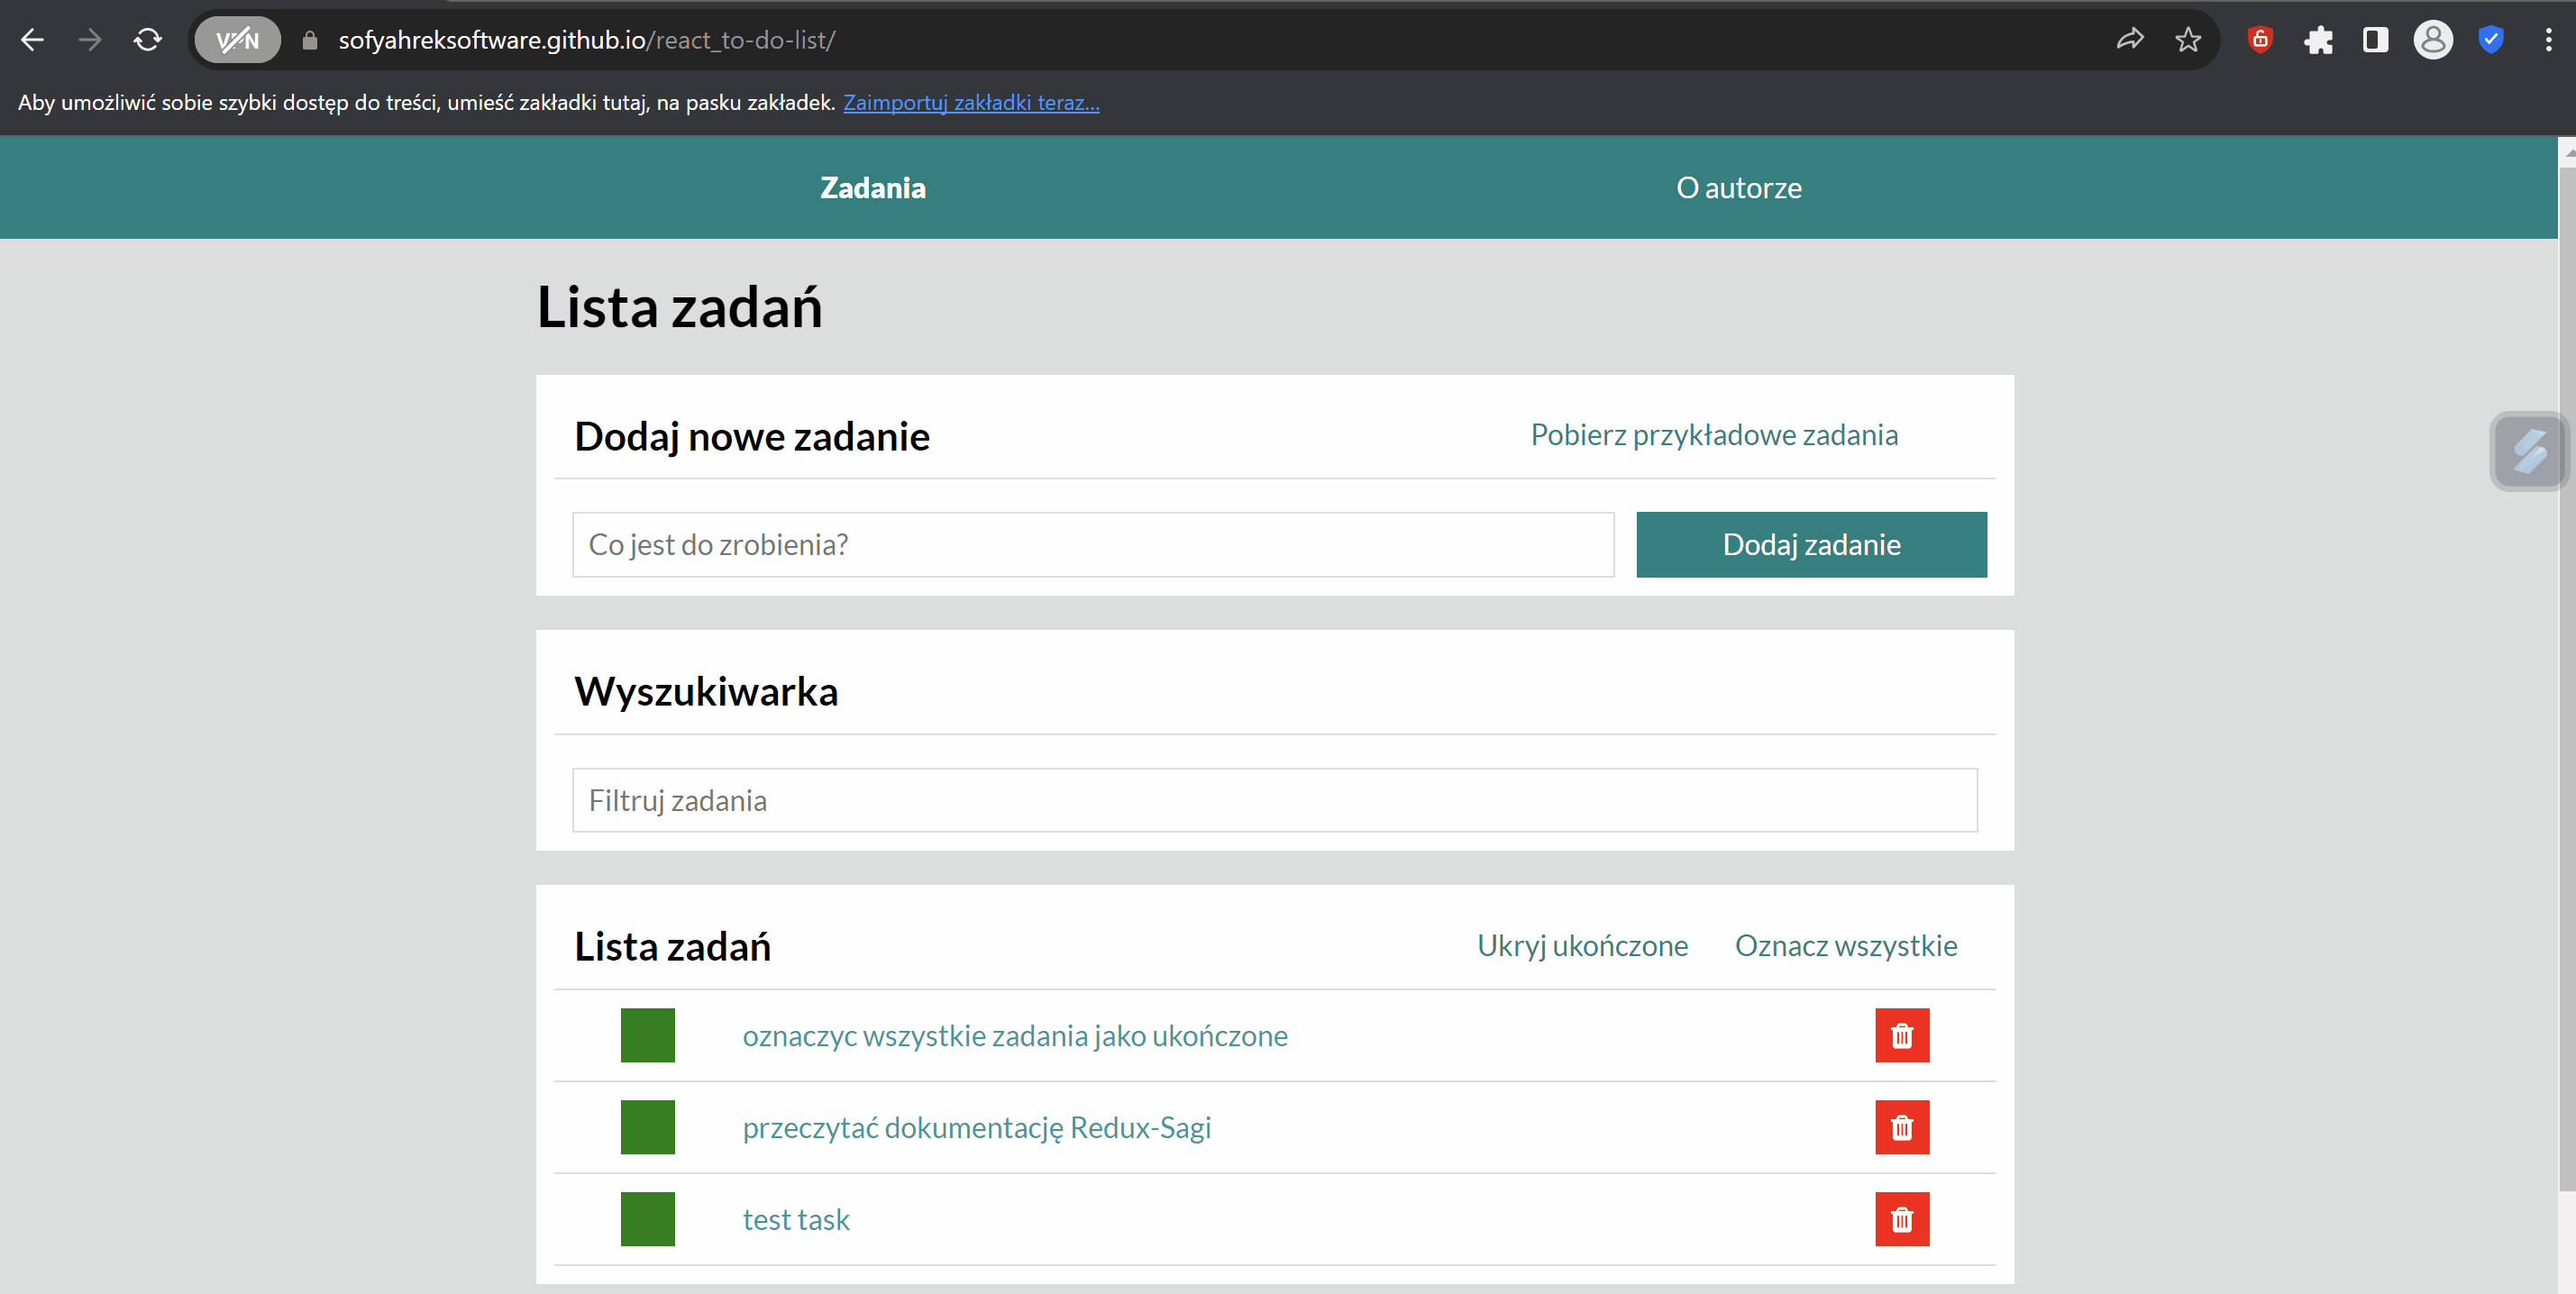 VPN sofyahreksoftware.github.io/react_to-do-list/
Aby umożliwić sobie szybki dostęp do treści, umieść zakładki tutaj, na pasku zakładek. Zaimportuj zakładki teraz...
Zadania O autorze
Lista zadań
Dodaj nowe zadanie Pobierz przykładowe zadania
Co jest do zrobienia? Dodaj zadanie
Wyszukiwarka
Filtruj zadania
Lista zadań Ukryj ukończone Oznacz wszystkie
oznaczyc wszystkie zadania jako ukończone
przeczytać dokumentację Redux-Sagi
test task